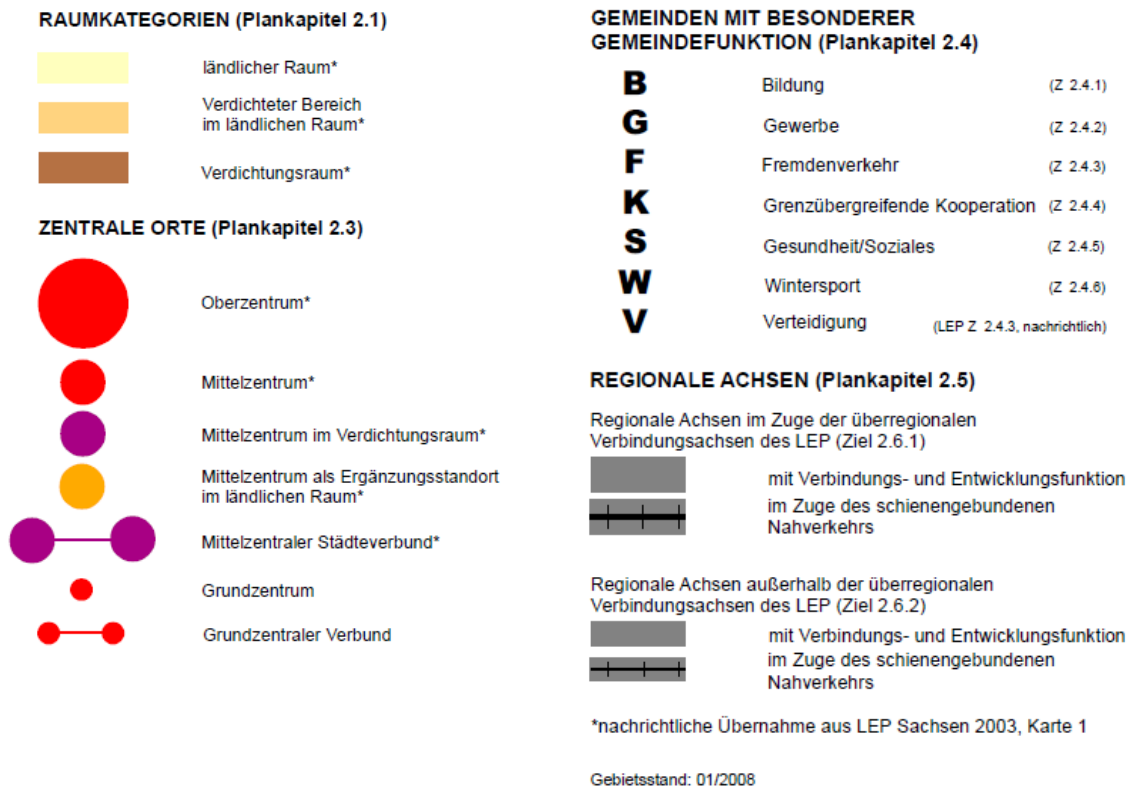 RAUMKATEGORIEN (Plankapitel 2.1)
ländlicher Raum*
Verdichteter Bereich
im ländlichen Raum*
Verdichtungsraum*
ZENTRALE ORTE (Plankapitel 2.3)
Oberzentrum*
Mittelzentrum*
Mittelzentrum im Verdichtungsraum*
Mittelzentrum als Ergänzungsstandort
im ländlichen Raum*
Mittelzentraler Städteverbund*
Grundzentrum
Grundzentraler Verbund
GEMEINDEN MIT BESONDERER
GEMEINDEFUNKTION (Plankapitel 2.4)
B Bildung (Z 2.4.1)
G Gewerbe (Z 2.4.2)
F Fremdenverkehr (Z 2.4.3)
K Grenzübergreifende Kooperation (Z 2.4.4)
S Gesundheit/Soziales (Z 2.4.5)
W Wintersport (Z 2.4.6)
V Verteidigung (LEP Z 2.4.3, nachrichtlich)
REGIONALE ACHSEN (Plankapitel 2.5)
Regionale Achsen im Zuge der überregionalen
Verbindungsachsen des LEP (Ziel 2.6.1)
mit Verbindungs- und Entwicklungsfunktion
im Zuge des schienengebundenen
Nahverkehrs
Regionale Achsen außerhalb der überregionalen
Verbindungsachsen des LEP (Ziel 2.6.2)
mit Verbindungs- und Entwicklungsfunktion
im Zuge des schienengebundenen
Nahverkehrs
*nachrichtliche Übernahme aus LEP Sachsen 2003, Karte 1
Gebietsstand: 01/2008